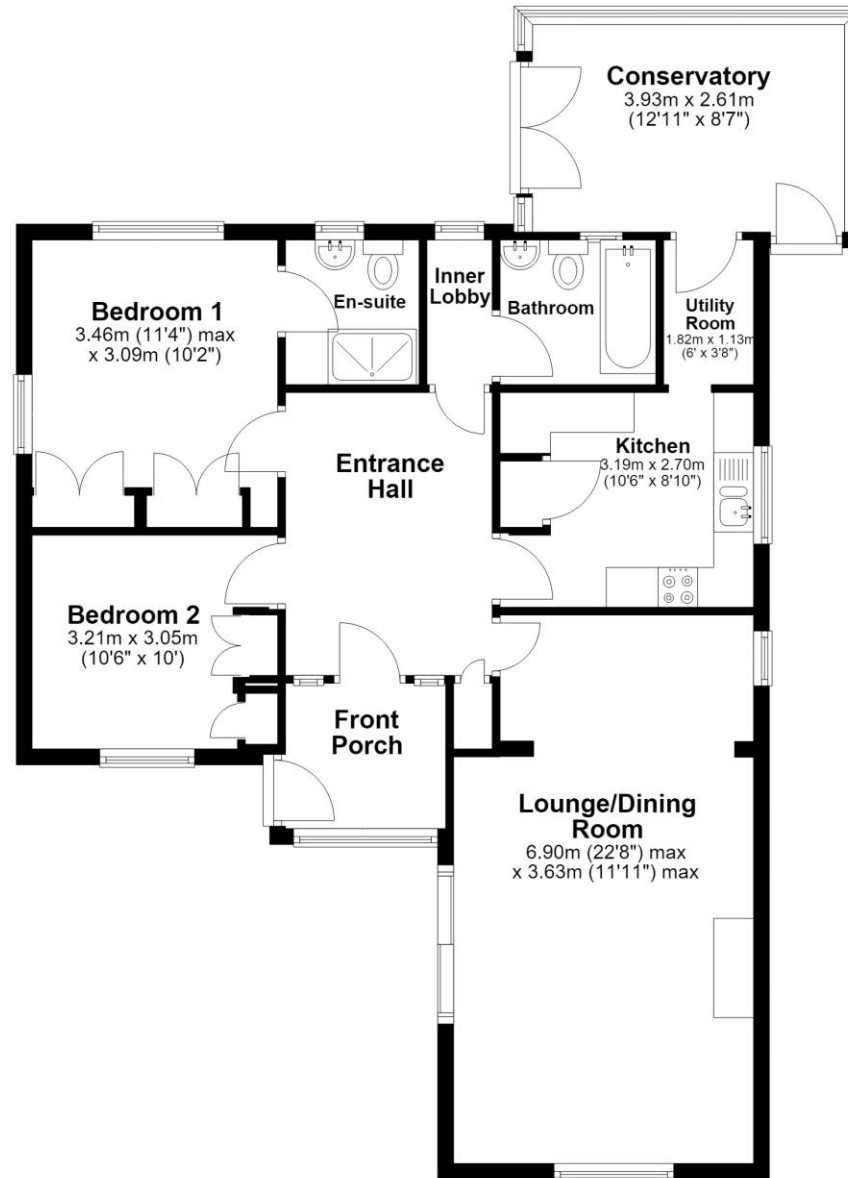 Conservatory
3.93m x 2.61m
(12'11" x 8'7")
Bedroom 1
3.46m (11'4") max
x 3.09m (10'2")
En-suite
Inner
Lobby
Bathroom
Utility
Room
1.82m x 1.13m
(6' x 3'8")
Entrance
Hall
Kitchen
3.19m x 2.70m
(10'6" x 8'10")
Bedroom 2
3.21m x 3.05m
(10'6" x 10')
Front
Porch
Lounge/Dining
Room
6.90m (22'8") max
x 3.63m (11'11") max